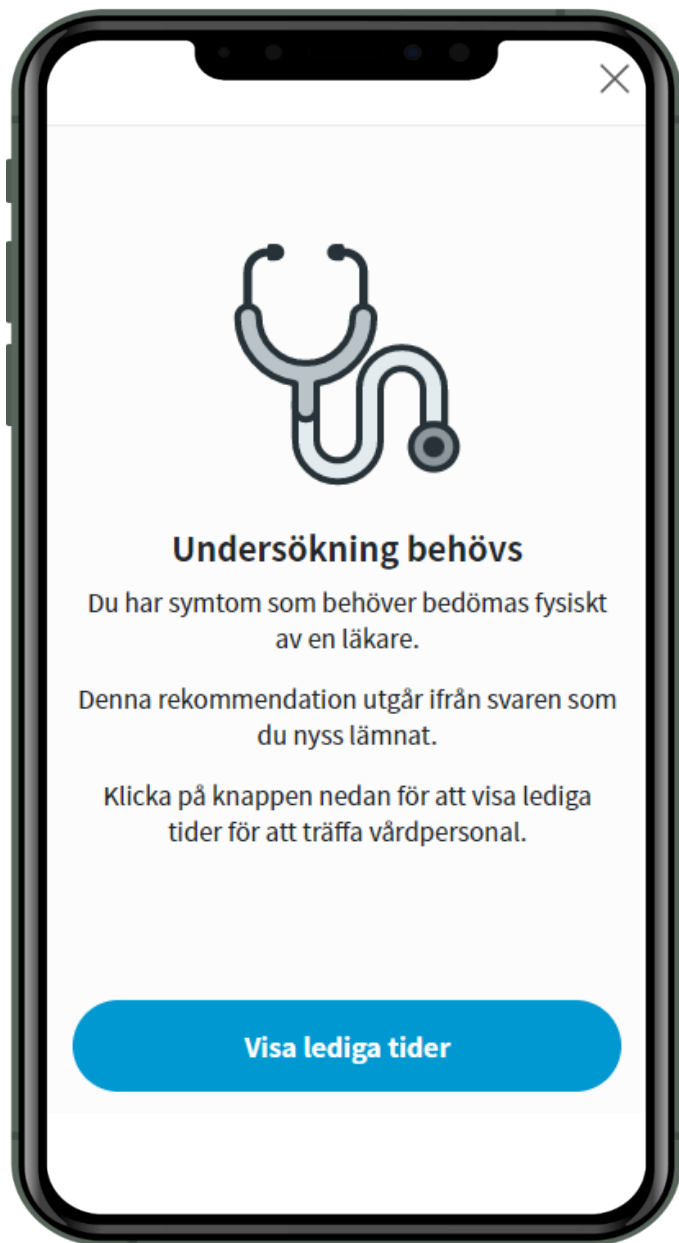 Undersökning behövs
Du har symtom som behöver bedömas fysiskt
av en läkare.
Denna rekommendation utgår ifrån svaren som
du nyss lämnat.
Klicka på knappen nedan för att visa lediga
tider för att träffa vårdpersonal.
Visa lediga tider